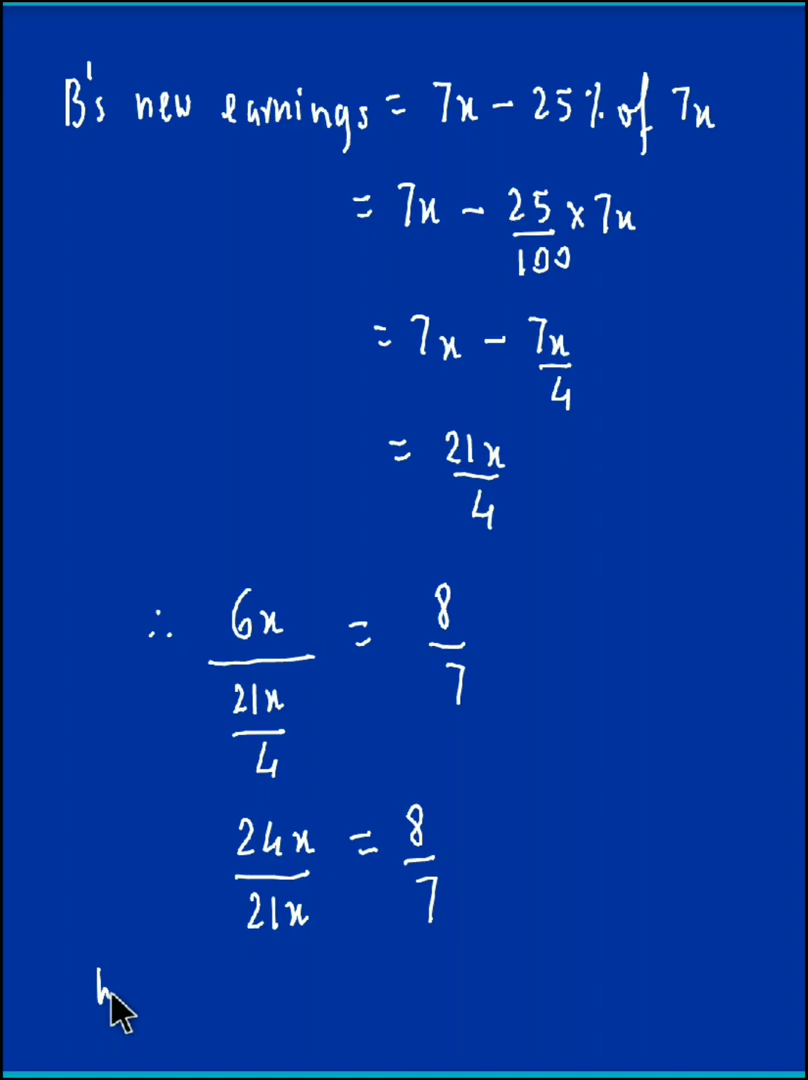 B's new earnings = 7x - 25% of 7x
= 7x - 25/100 × 7x
= 7x - 7x/4
= 21x/4
∴ 6x/(21x/4) = 8/7
24x/21x = 8/7